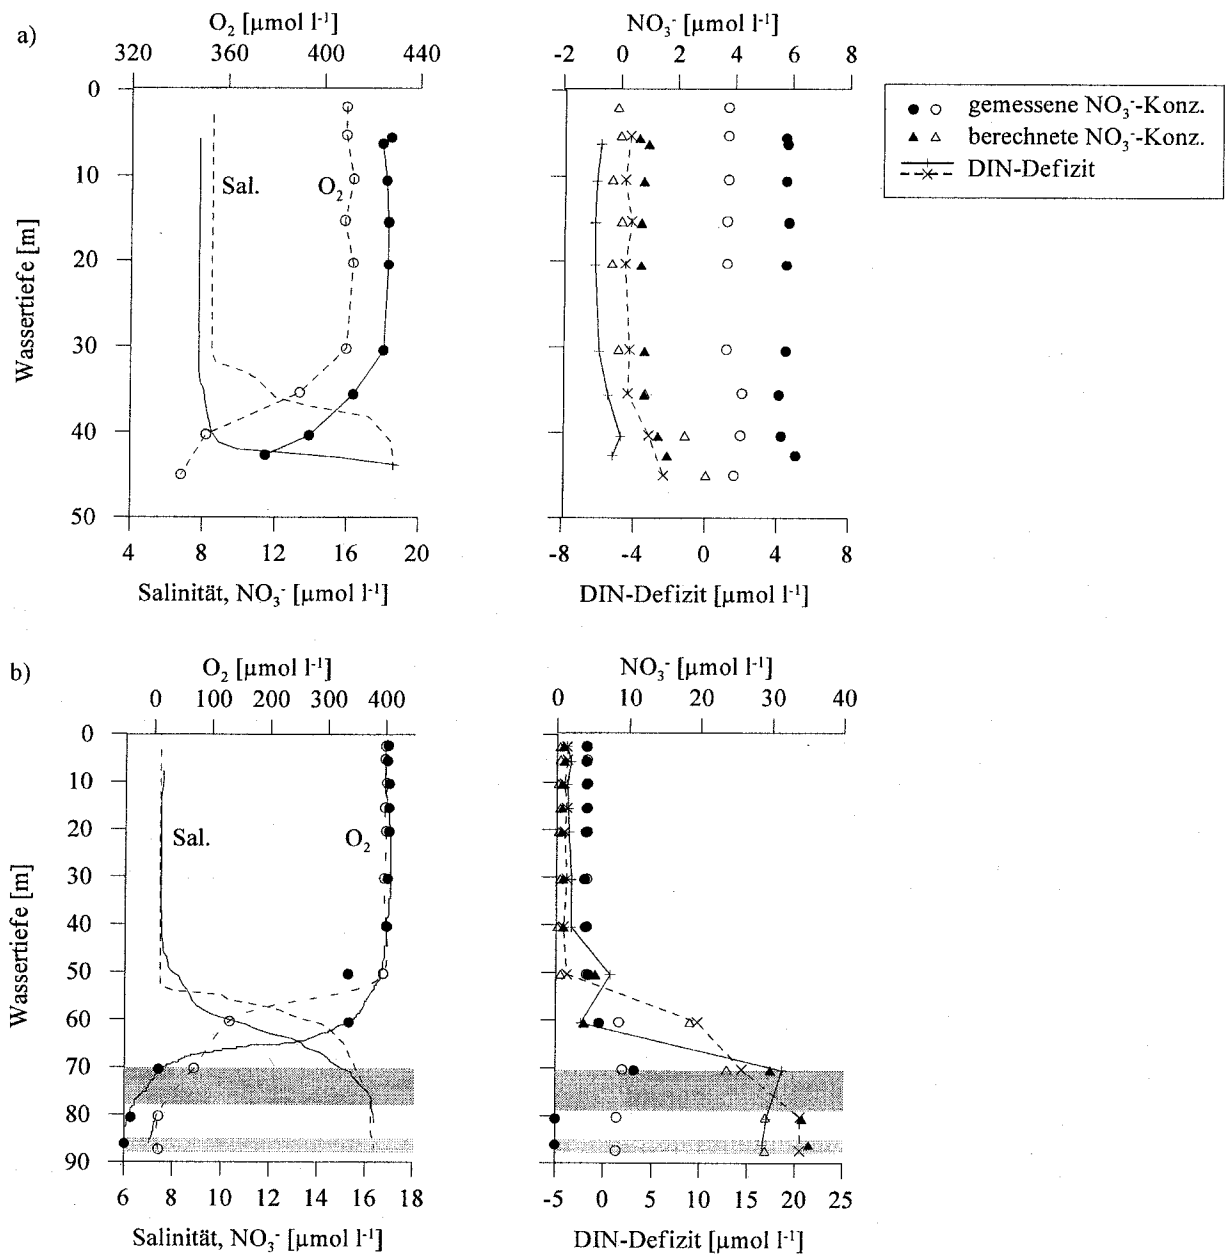 a)
O₂ [µmol l⁻¹]
320 360 400 440
0
10
20
30
40
50
Wassertiefe [m]
Sal.
O₂
4 8 12 16 20
Salinität, NO₃⁻ [µmol l⁻¹]
NO₃⁻ [µmol l⁻¹]
-2 0 2 4 6 8
-8 -4 0 4 8
DIN-Defizit [µmol l⁻¹]
gemessene NO₃⁻-Konz.
berechnete NO₃⁻-Konz.
DIN-Defizit
b)
O₂ [µmol l⁻¹]
0 100 200 300 400
0
10
20
30
40
50
60
70
80
90
Wassertiefe [m]
Sal.
O₂
6 8 10 12 14 16 18
Salinität, NO₃⁻ [µmol l⁻¹]
NO₃⁻ [µmol l⁻¹]
0 10 20 30 40
-5 0 5 10 15 20 25
DIN-Defizit [µmol l⁻¹]